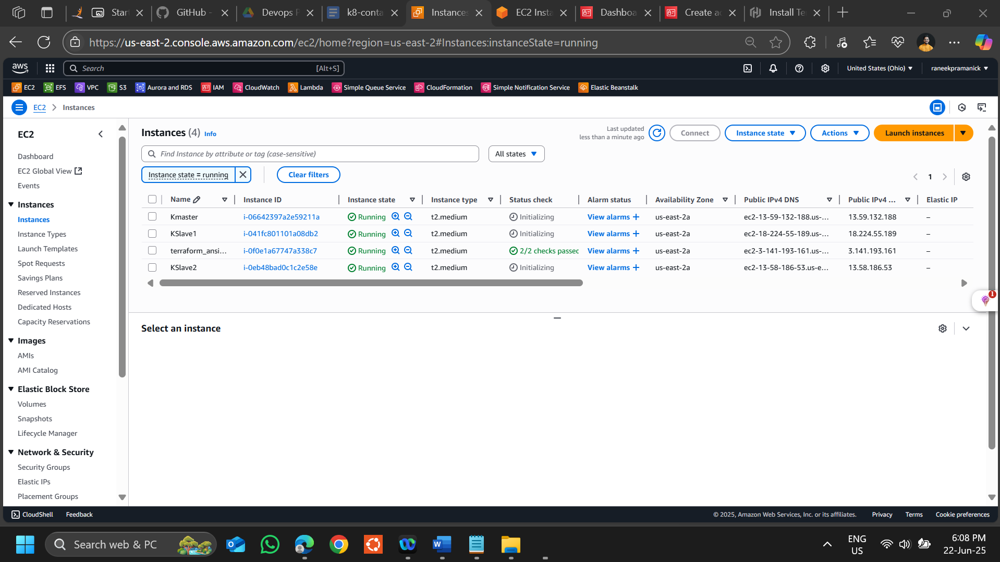 Star
GitHub -
Devops P
k8-conta
Instances
EC2 Insta
Dashboa
Create ac
Install Te
https://us-east-2.console.aws.amazon.com/ec2/home?region=us-east-2#Instances:instanceState=running
aws
Search
[Alt+S]
United States (Ohio)
raneekpramanick
EC2
EFS
VPC
S3
Aurora and RDS
IAM
CloudWatch
Lambda
Simple Queue Service
CloudFormation
Simple Notification Service
Elastic Beanstalk
EC2
Instances
EC2
Dashboard
EC2 Global View
Events
Instances
Instances
Instance Types
Launch Templates
Spot Requests
Savings Plans
Reserved Instances
Dedicated Hosts
Capacity Reservations
Images
AMIs
AMI Catalog
Elastic Block Store
Volumes
Snapshots
Lifecycle Manager
Network & Security
Security Groups
Elastic IPs
Placement Groups
Instances (4) Info
Last updated
less than a minute ago
Connect
Instance state
Actions
Launch instances
Find Instance by attribute or tag (case-sensitive)
All states
Instance state = running
Clear filters
1
Name Instance ID Instance state Instance type Status check Alarm status Availability Zone Public IPv4 DNS Public IPv4 ... Elastic IP
Kmaster i-06642397a2e59211a Running t2.medium Initializing View alarms + us-east-2a ec2-13-59-132-188.us-... 13.59.132.188 –
KSlave1 i-041fc801101a08db2 Running t2.medium Initializing View alarms + us-east-2a ec2-18-224-55-189.us-... 18.224.55.189 –
terraform_ansi... i-0f0e1a67747a338c7 Running t2.medium 2/2 checks passed View alarms + us-east-2a ec2-3-141-193-161.us-... 3.141.193.161 –
KSlave2 i-0eb48bad0c1c2e58e Running t2.medium Initializing View alarms + us-east-2a ec2-13-58-186-53.us-e... 13.58.186.53 –
1
Select an instance
CloudShell
Feedback
© 2025, Amazon Web Services, Inc. or its affiliates.
Privacy
Terms
Cookie preferences
Search web & PC
ENG
US
6:08 PM
22-Jun-25